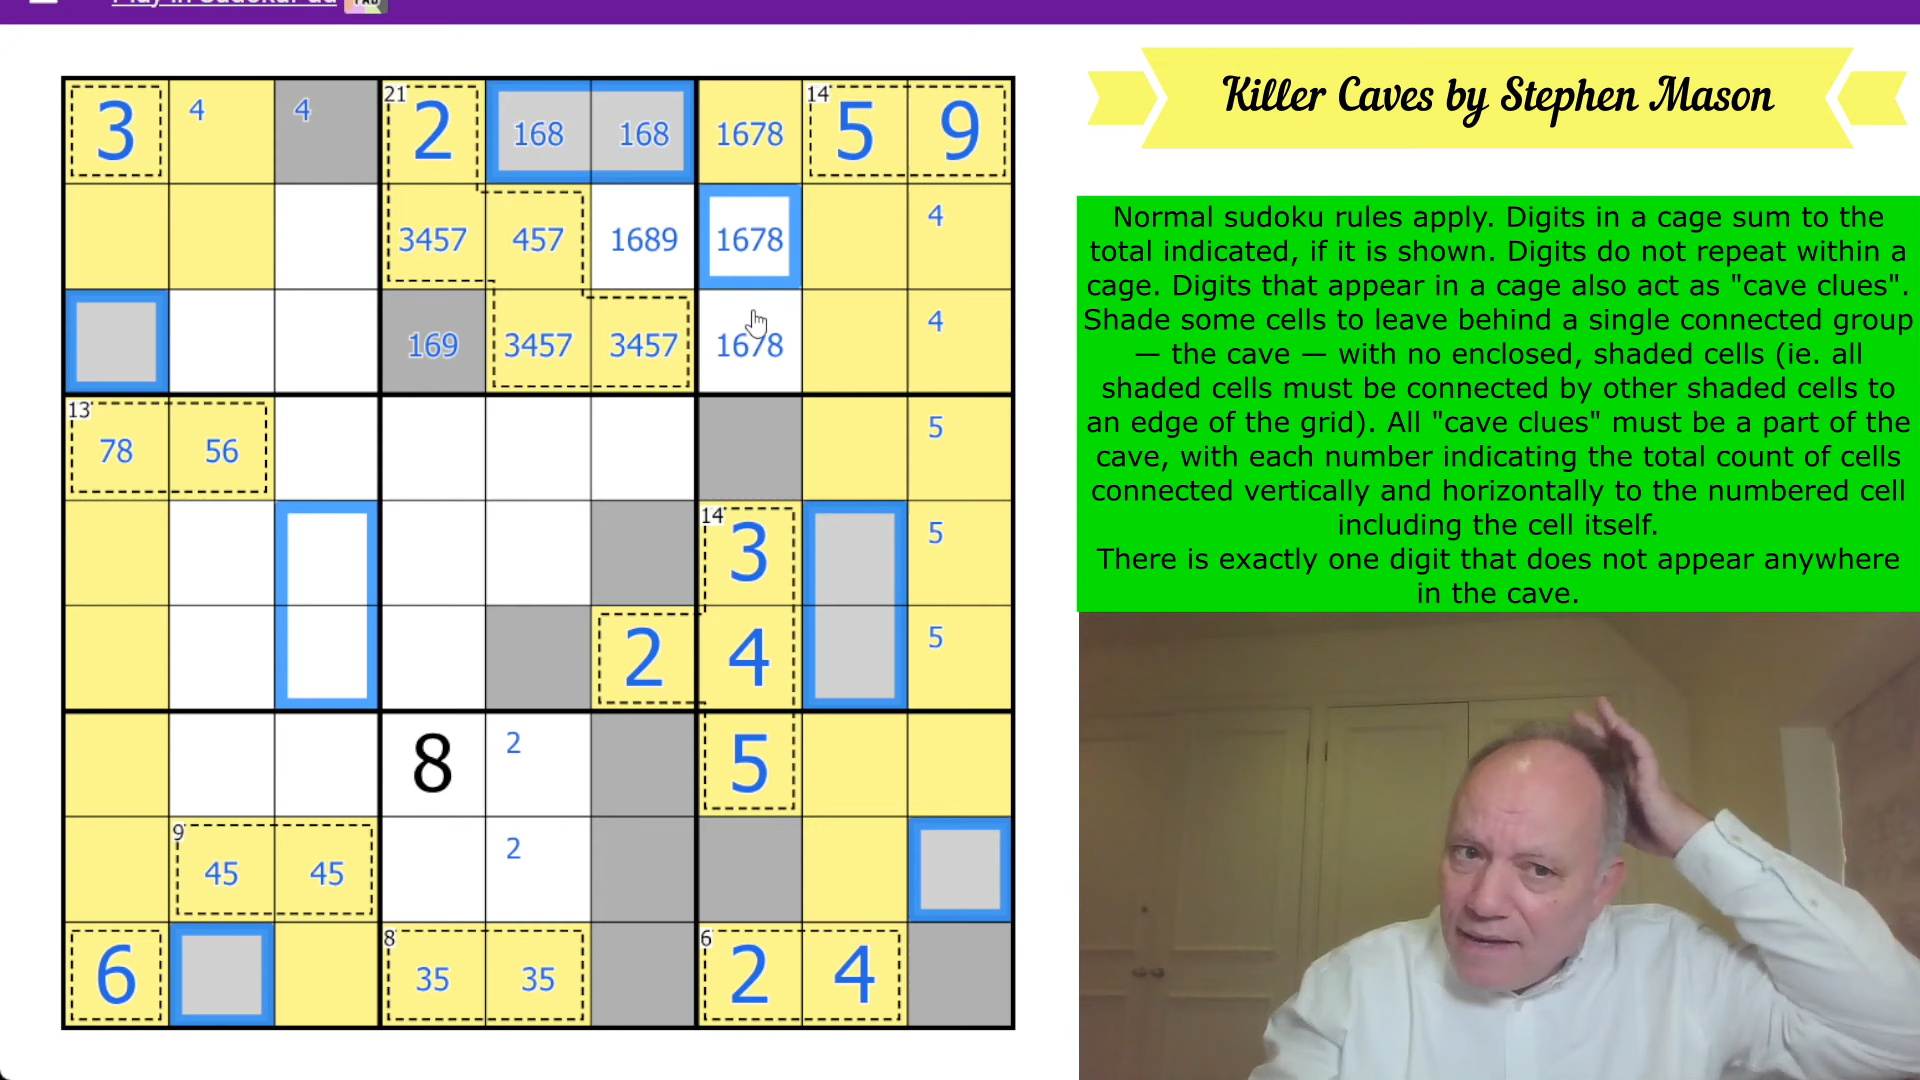 Play in SudokuPad
Killer Caves by Stephen Mason
Normal sudoku rules apply. Digits in a cage sum to the
total indicated, if it is shown. Digits do not repeat within a
cage. Digits that appear in a cage also act as "cave clues".
Shade some cells to leave behind a single connected group
— the cave — with no enclosed, shaded cells (ie. all
shaded cells must be connected by other shaded cells to
an edge of the grid). All "cave clues" must be a part of the
cave, with each number indicating the total count of cells
connected vertically and horizontally to the numbered cell
including the cell itself.
There is exactly one digit that does not appear anywhere
in the cave.
3 4 4 21 2 168 168 1678 14 5 9
3457 457 1689 1678 4
169 3457 3457 1678 4
13 78 56 5
14 3 5
2 4 5
8 2 5
9 45 45 2
6 8 35 35 6 2 4